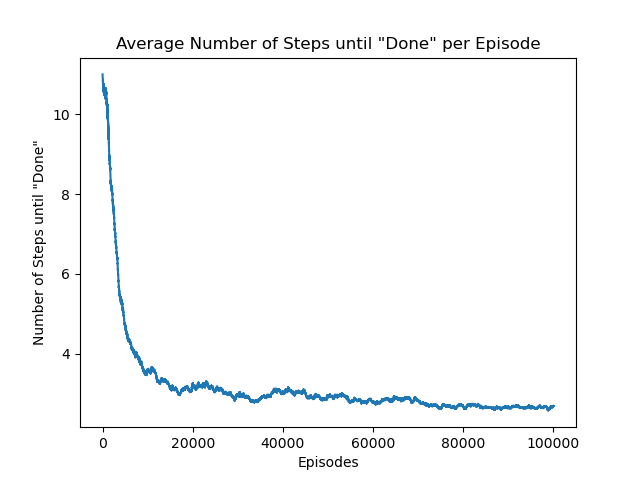 Average Number of Steps until "Done" per Episode
Number of Steps until "Done"
10
8
6
4
0 20000 40000 60000 80000 100000
Episodes